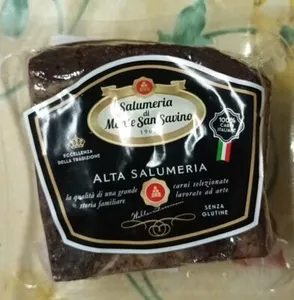 Salumeria
di
Monte San Savino
ECCELLENZA
DELLA TRADIZIONE
100%
CARNE
ITALIANA
ALTA SALUMERIA
la qualità di una grande
storia familiare
carni selezionate
lavorate ad arte
SENZA
GLUTINE